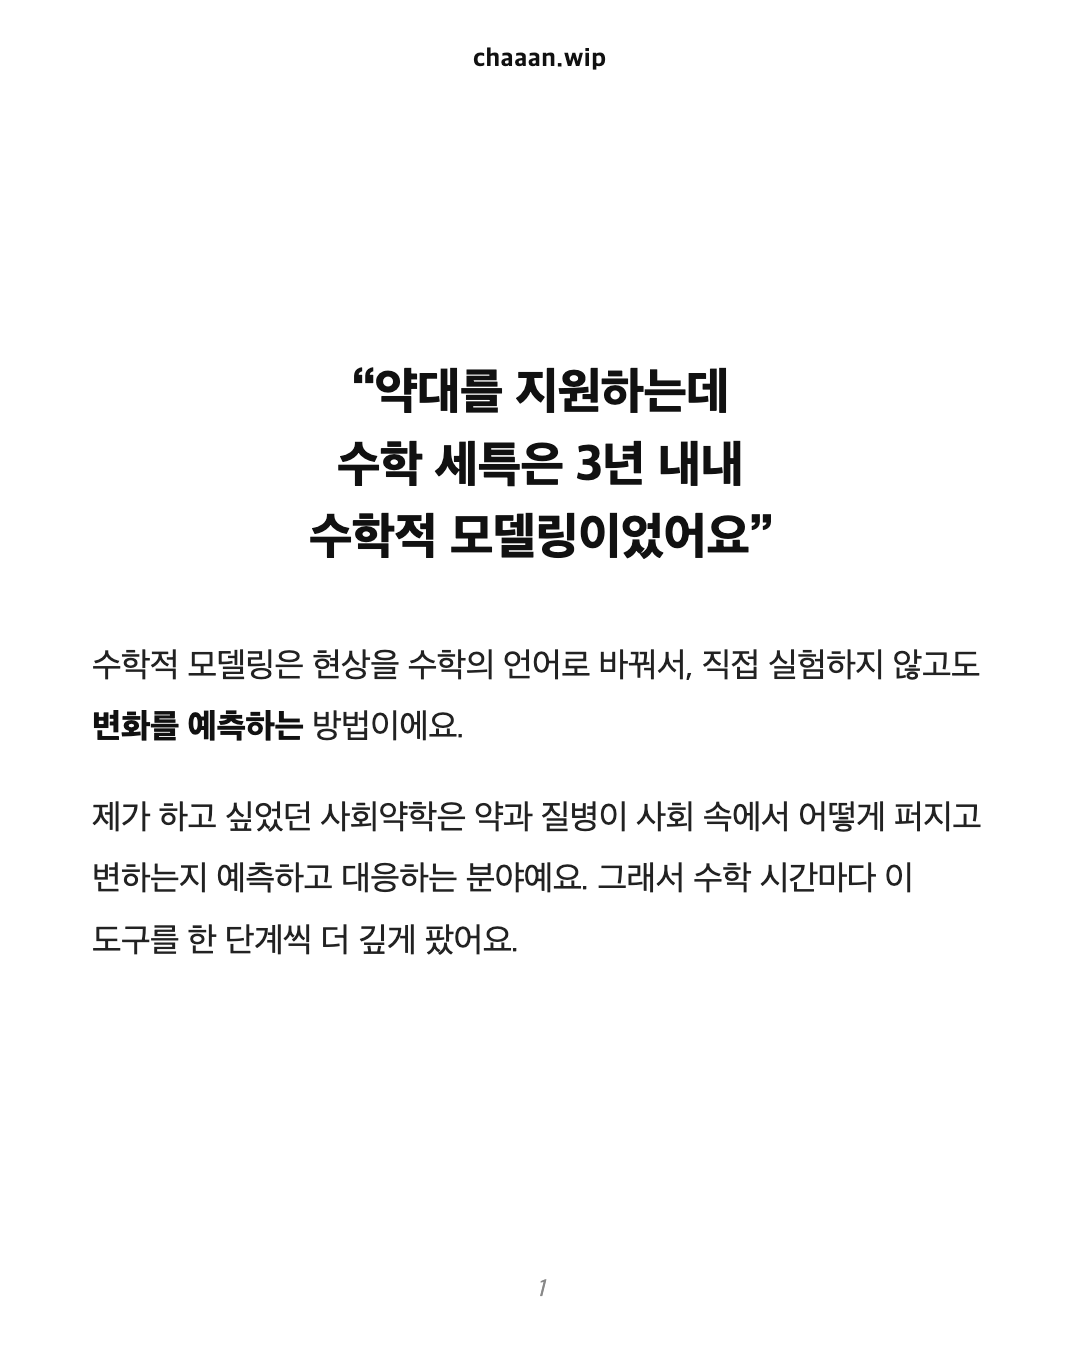 chaaan.wip
“약대를 지원하는데
수학 세특은 3년 내내
수학적 모델링이었어요”
수학적 모델링은 현상을 수학의 언어로 바꿔서, 직접 실험하지 않고도
변화를 예측하는 방법이에요.
제가 하고 싶었던 사회약학은 약과 질병이 사회 속에서 어떻게 퍼지고
변하는지 예측하고 대응하는 분야예요. 그래서 수학 시간마다 이
도구를 한 단계씩 더 깊게 팠어요.
1